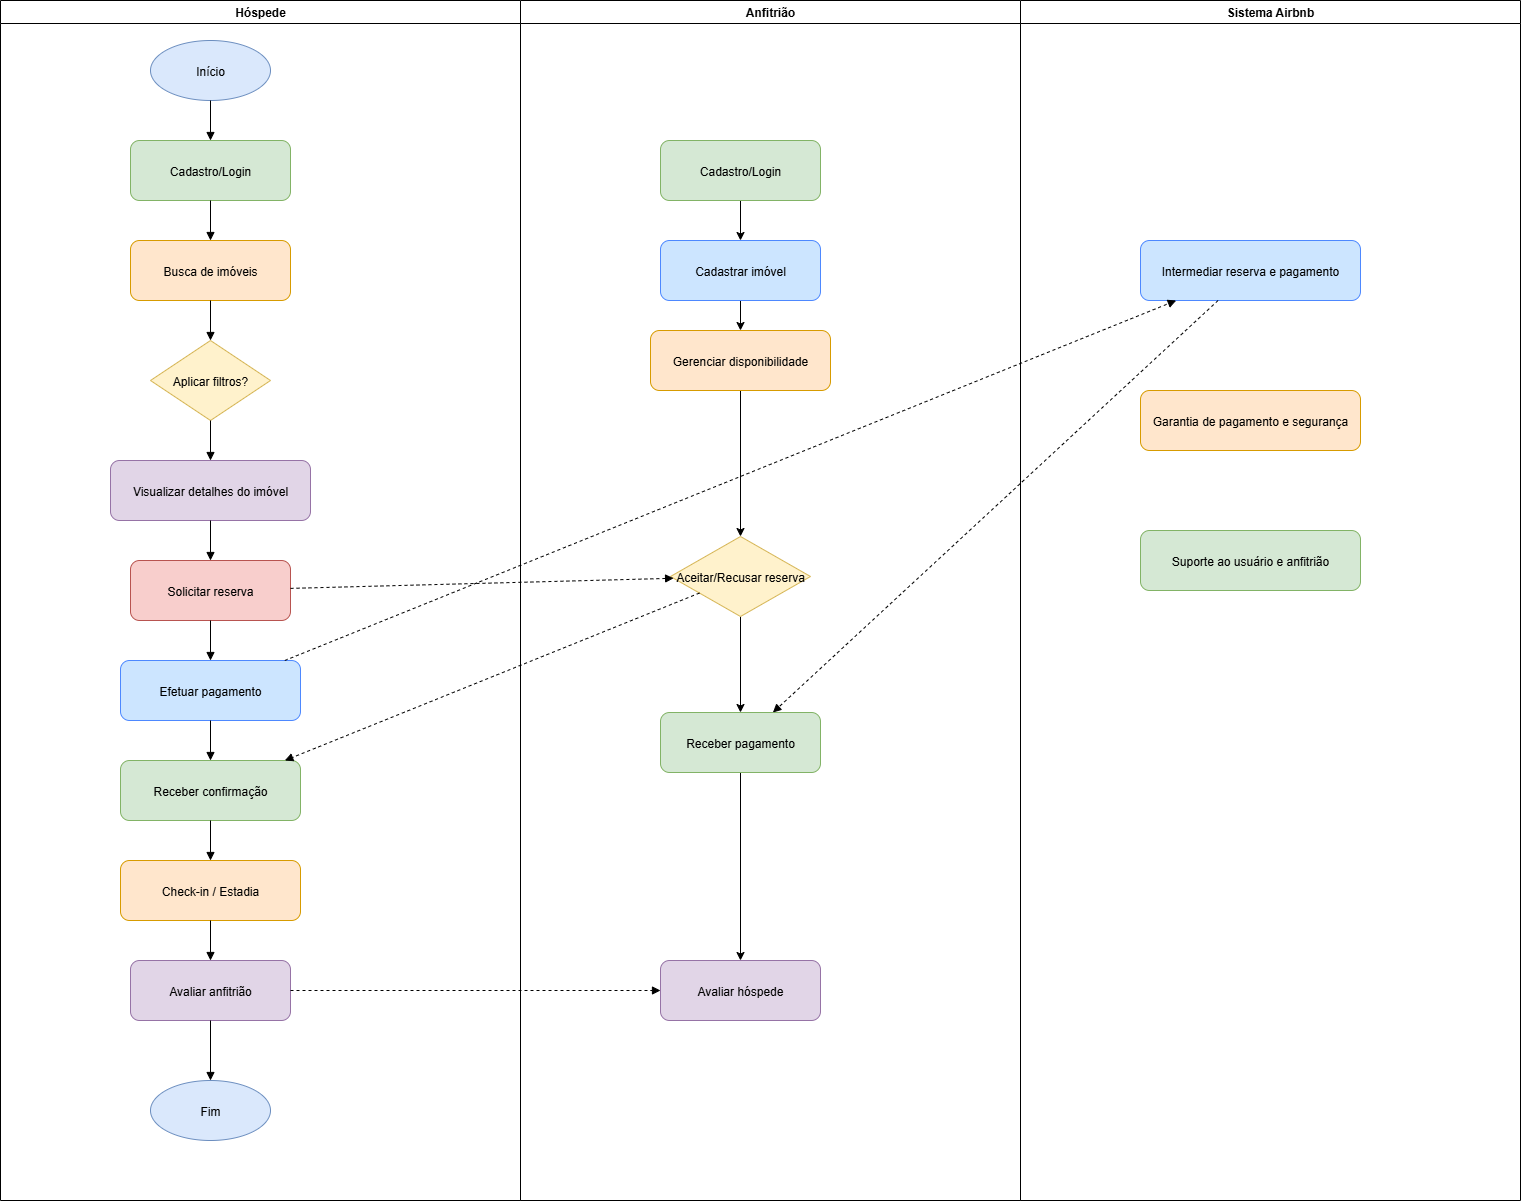 Hóspede
Anfitrião
Sistema Airbnb
Início
Cadastro/Login
Busca de imóveis
Aplicar filtros?
Visualizar detalhes do imóvel
Solicitar reserva
Efetuar pagamento
Receber confirmação
Check-in / Estadia
Avaliar anfitrião
Fim
Cadastro/Login
Cadastrar imóvel
Gerenciar disponibilidade
Aceitar/Recusar reserva
Receber pagamento
Avaliar hóspede
Intermediar reserva e pagamento
Garantia de pagamento e segurança
Suporte ao usuário e anfitrião